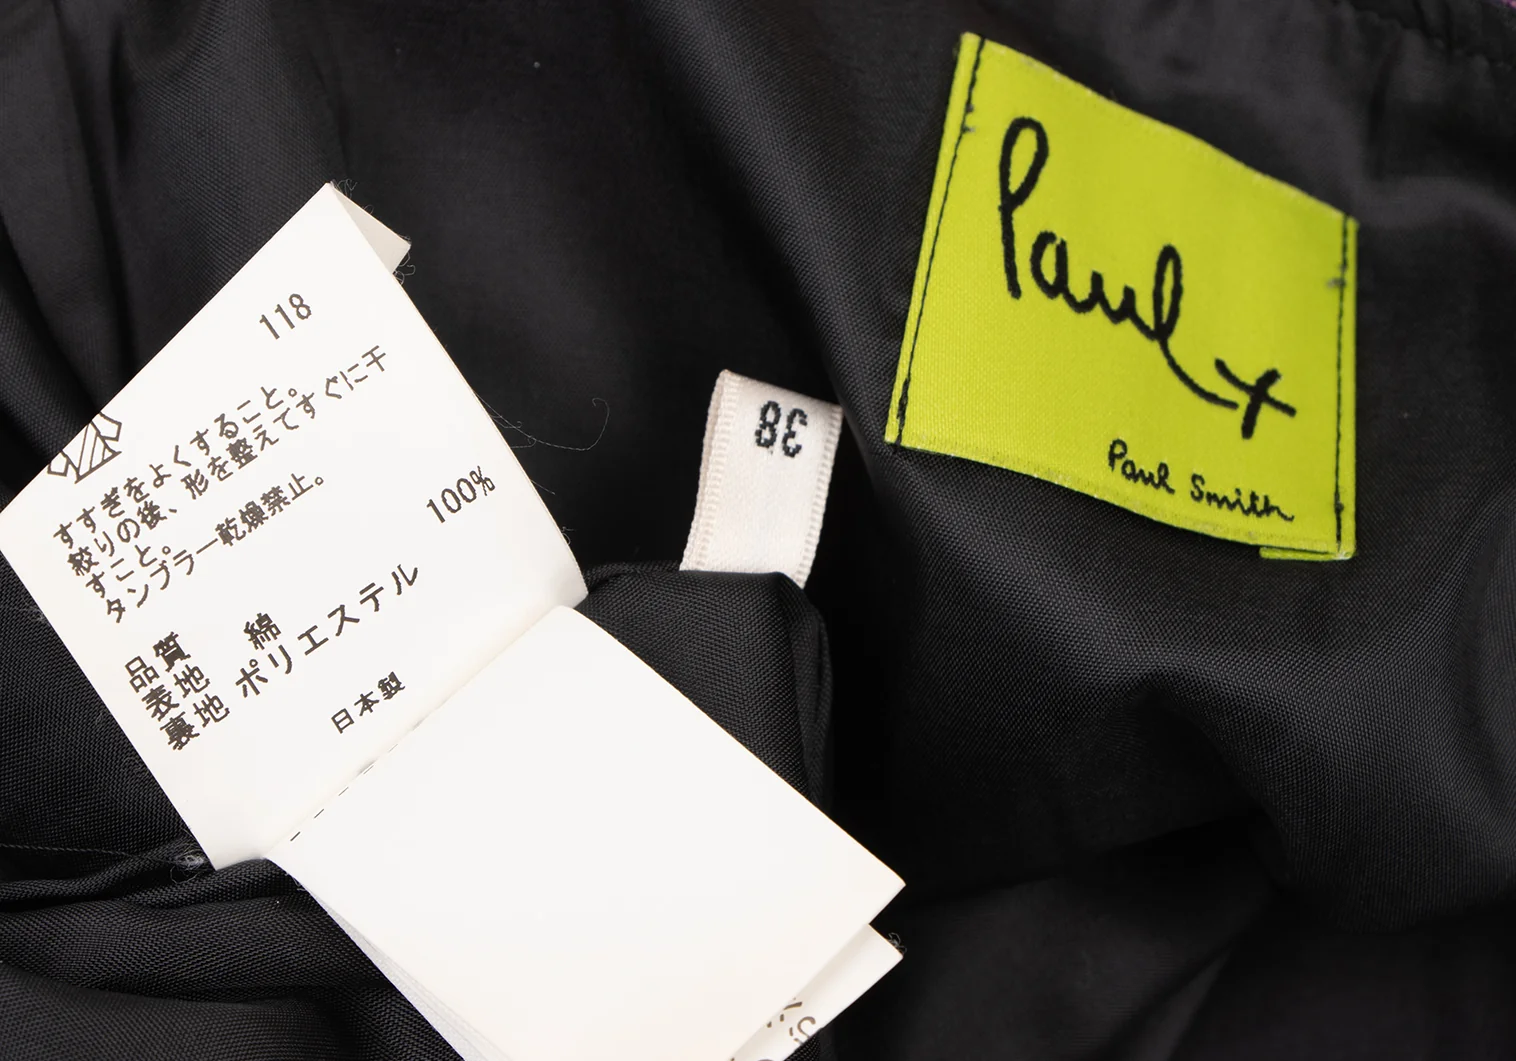 118
すすぎをよくすること。
絞りの後、形を整えてすぐに干
すこと。
タンブラー乾燥禁止。
100%
品質
表地 綿
裏地 ポリエステル
日本製
38
Paul x
Paul Smith